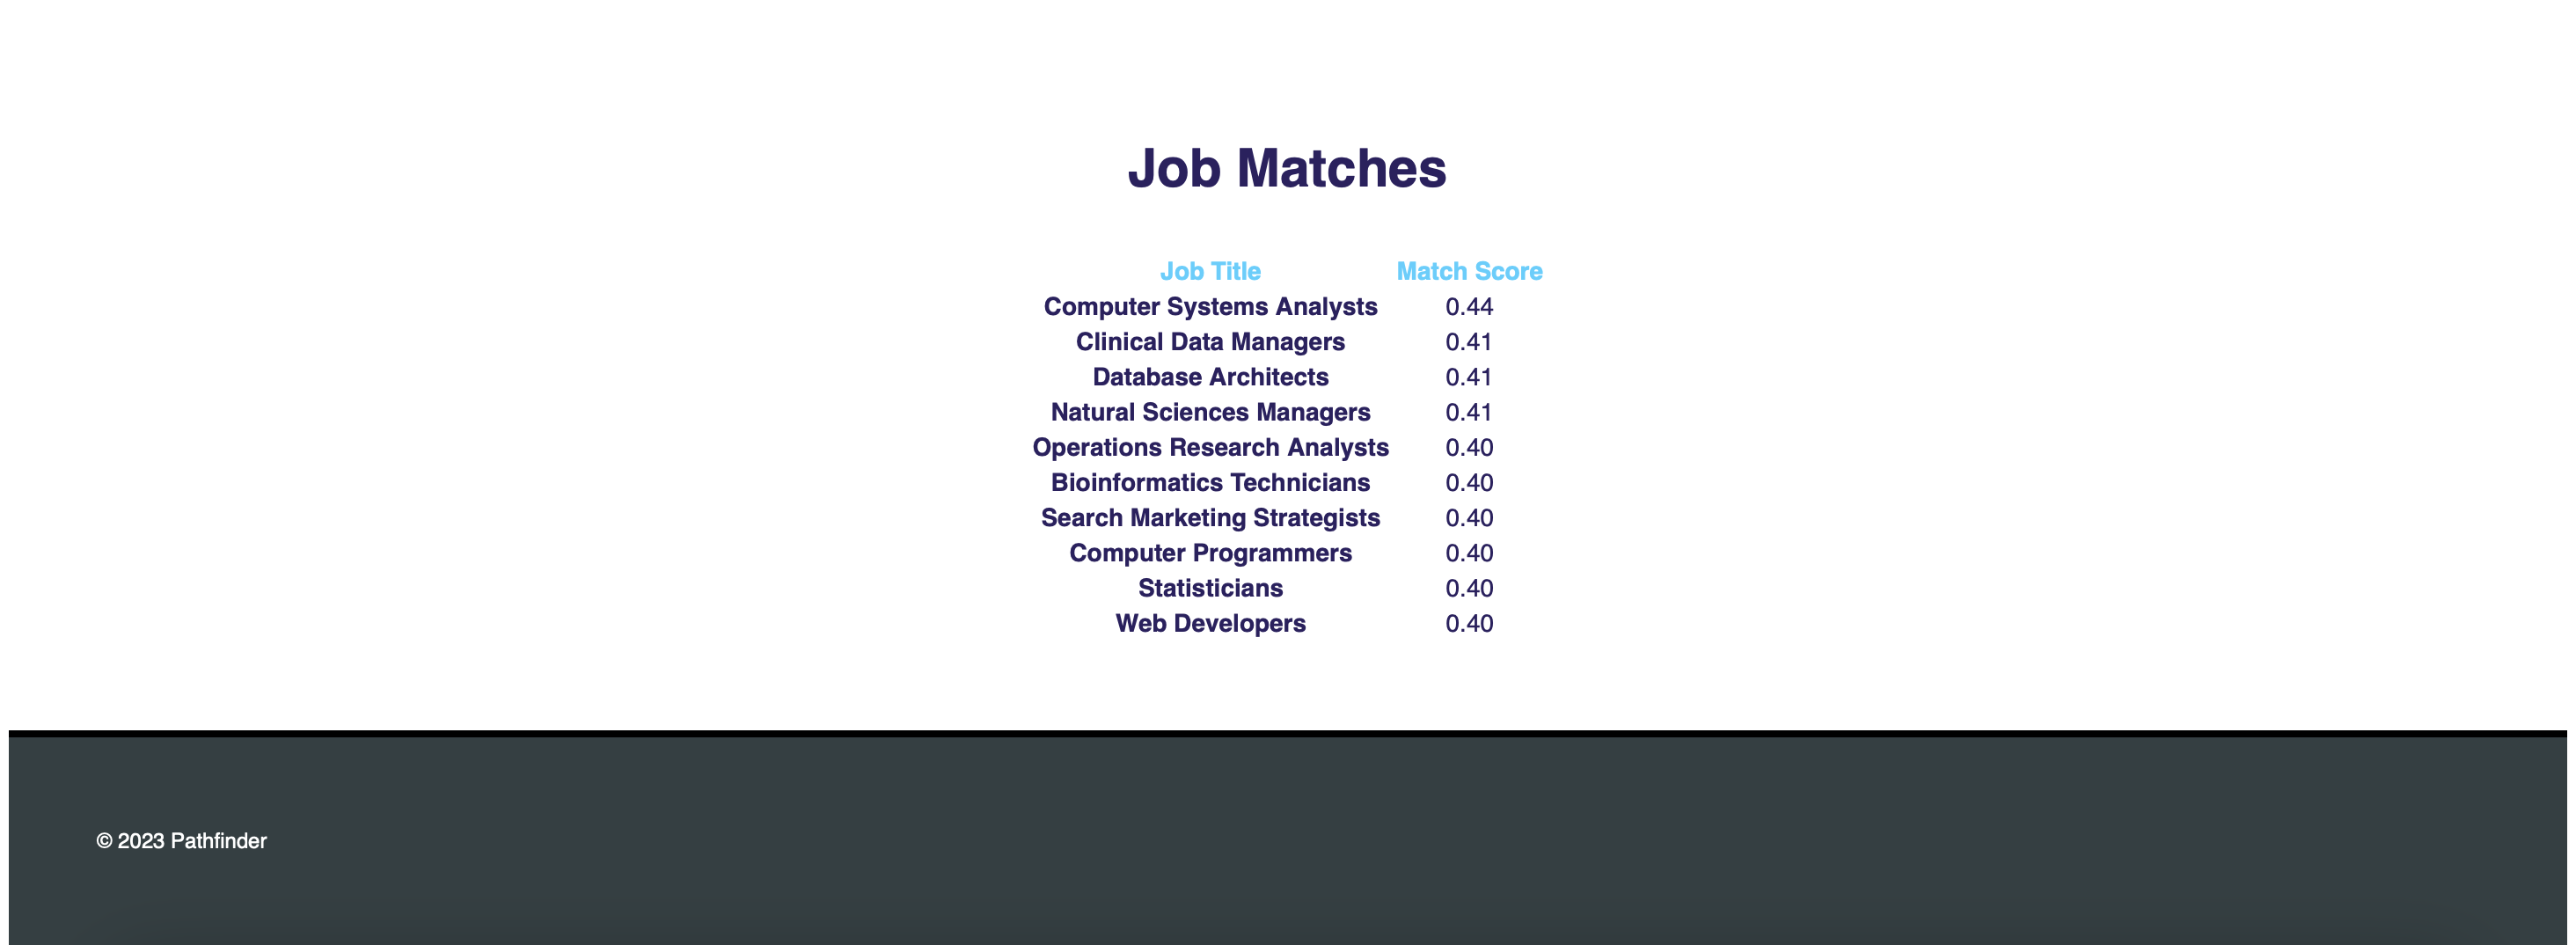 Job Matches
Job Title Match Score
Computer Systems Analysts 0.44
Clinical Data Managers 0.41
Database Architects 0.41
Natural Sciences Managers 0.41
Operations Research Analysts 0.40
Bioinformatics Technicians 0.40
Search Marketing Strategists 0.40
Computer Programmers 0.40
Statisticians 0.40
Web Developers 0.40
© 2023 Pathfinder